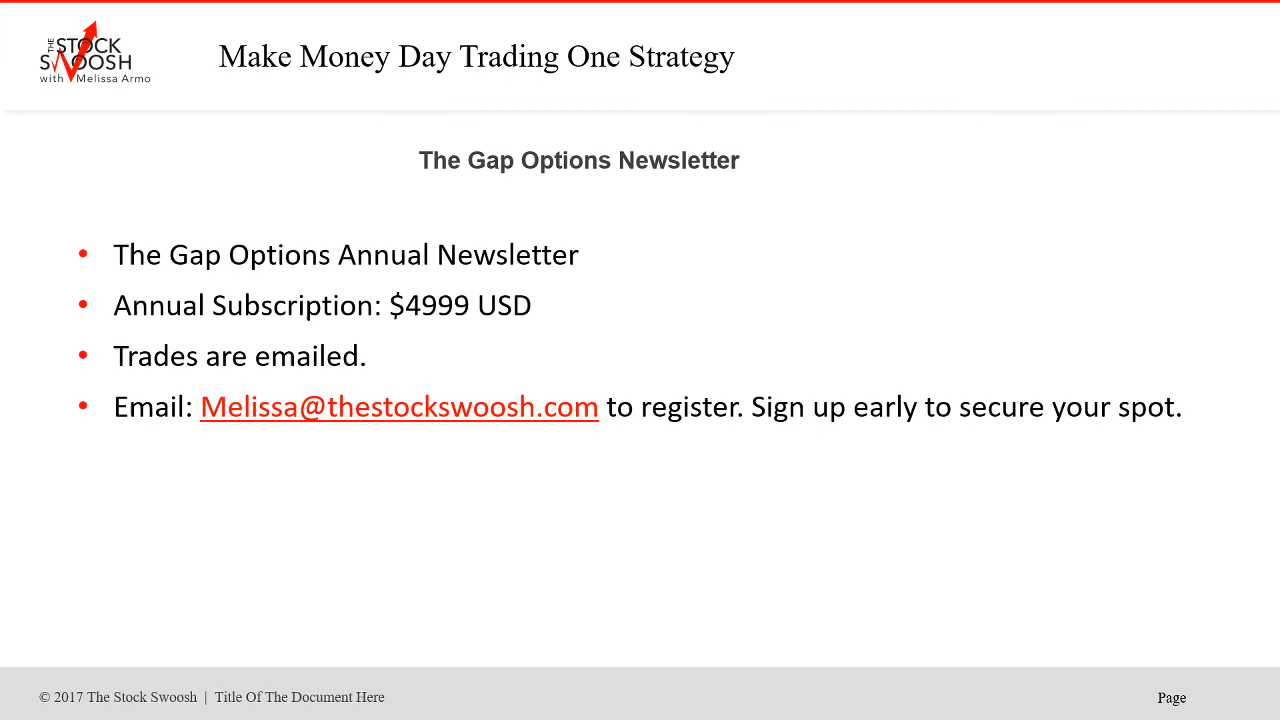 THE STOCK
SWOOSH
with Melissa Armo
Make Money Day Trading One Strategy
The Gap Options Newsletter
• The Gap Options Annual Newsletter
• Annual Subscription: $4999 USD
• Trades are emailed.
• Email: Melissa@thestockswoosh.com to register. Sign up early to secure your spot.
© 2017 The Stock Swoosh | Title Of The Document Here
Page